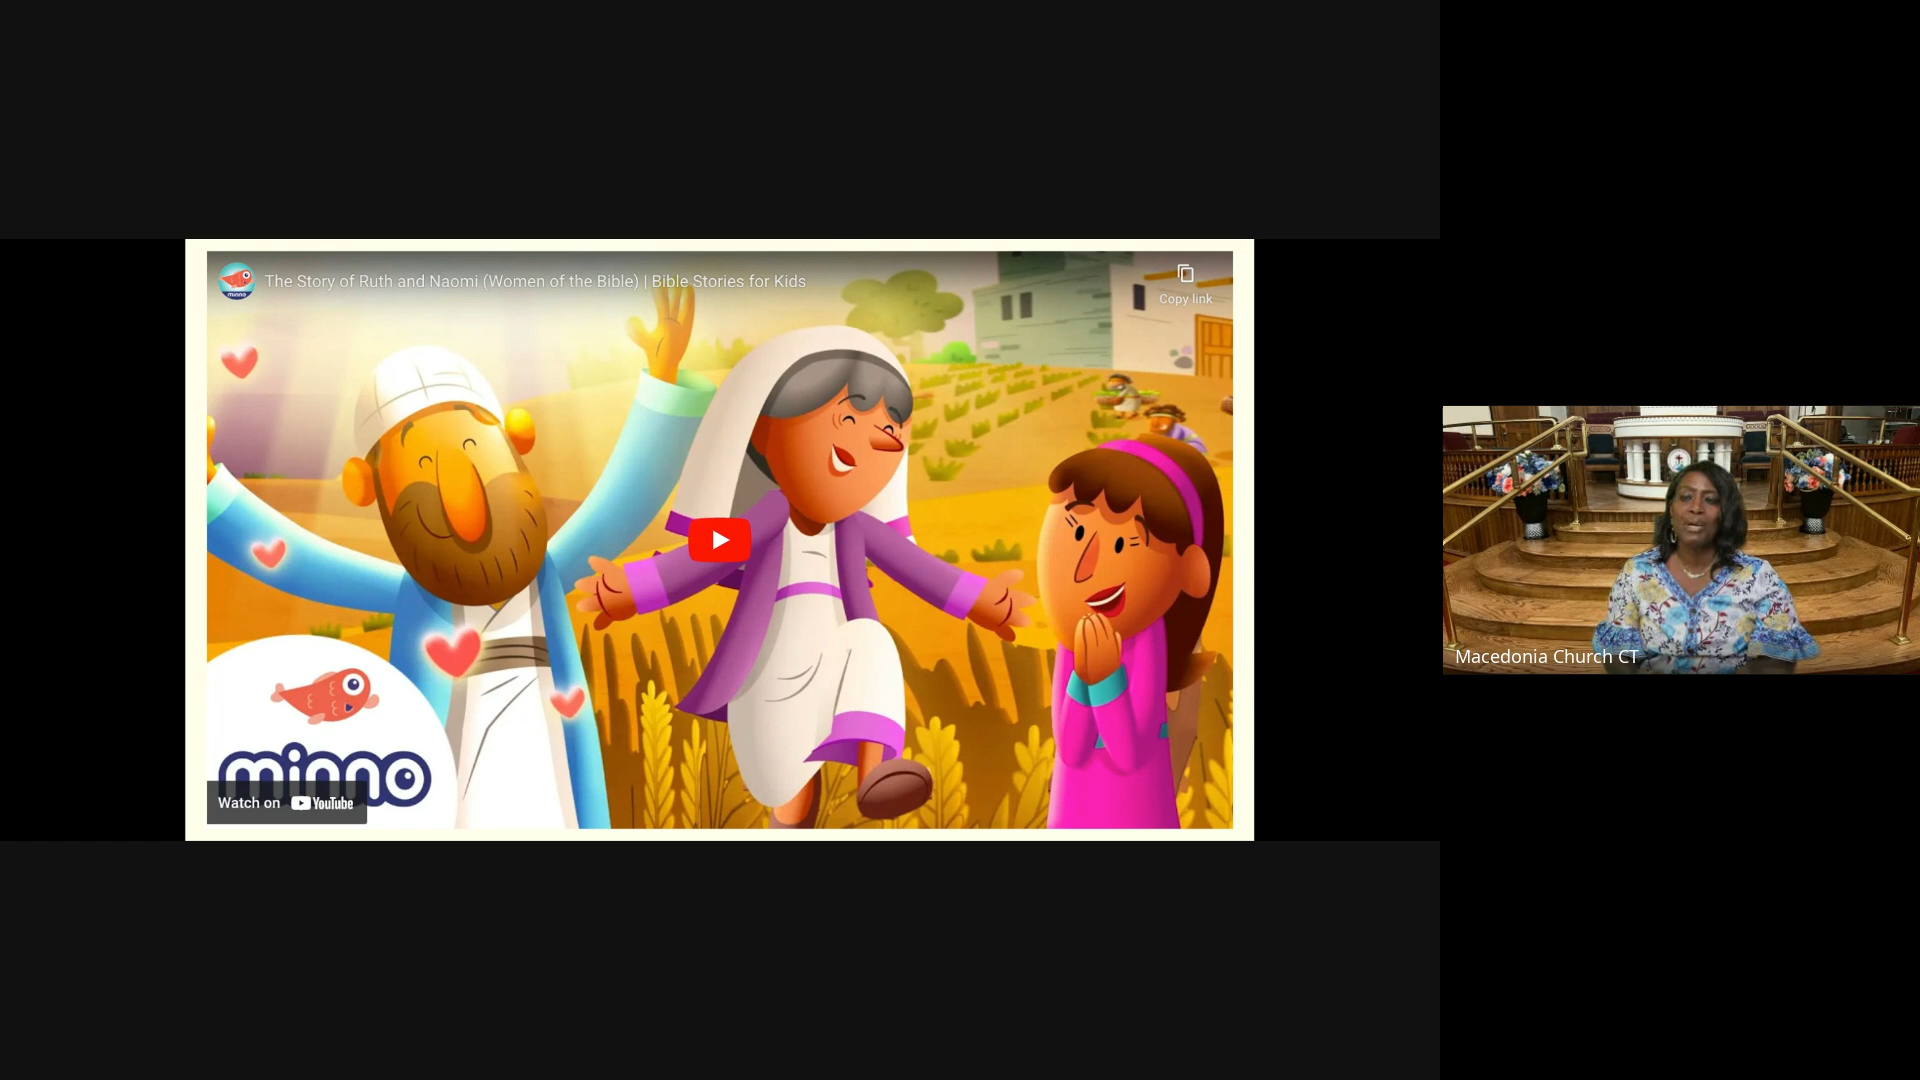 minno
The Story of Ruth and Naomi (Women of the Bible) | Bible Stories for Kids
Copy link
minno
Watch on YouTube
Macedonia Church CT